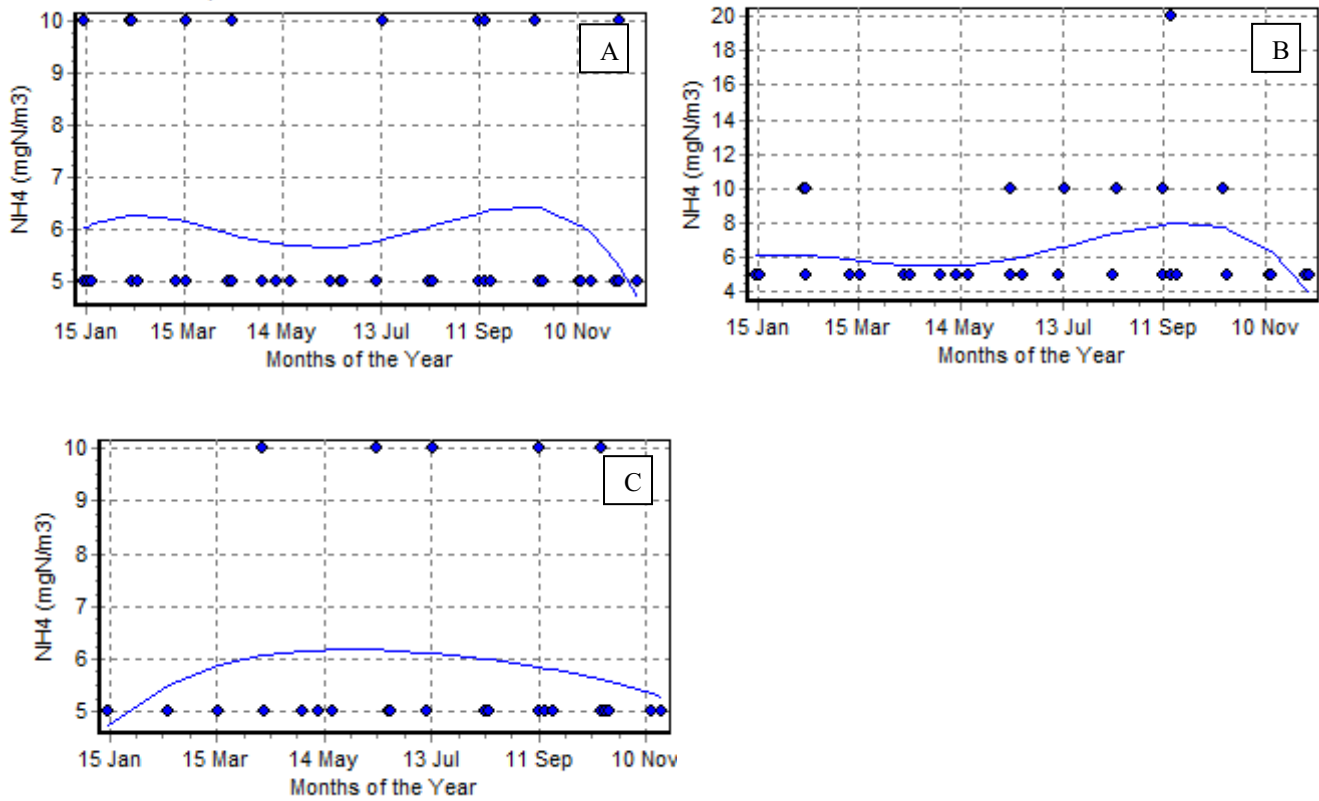 A
10
9
8
7
6
5
NH4 (mgN/m3)
15 Jan 15 Mar 14 May 13 Jul 11 Sep 10 Nov
Months of the Year
B
20
18
16
14
12
10
8
6
4
NH4 (mgN/m3)
15 Jan 15 Mar 14 May 13 Jul 11 Sep 10 Nov
Months of the Year
C
10
9
8
7
6
5
NH4 (mgN/m3)
15 Jan 15 Mar 14 May 13 Jul 11 Sep 10 Nov
Months of the Year